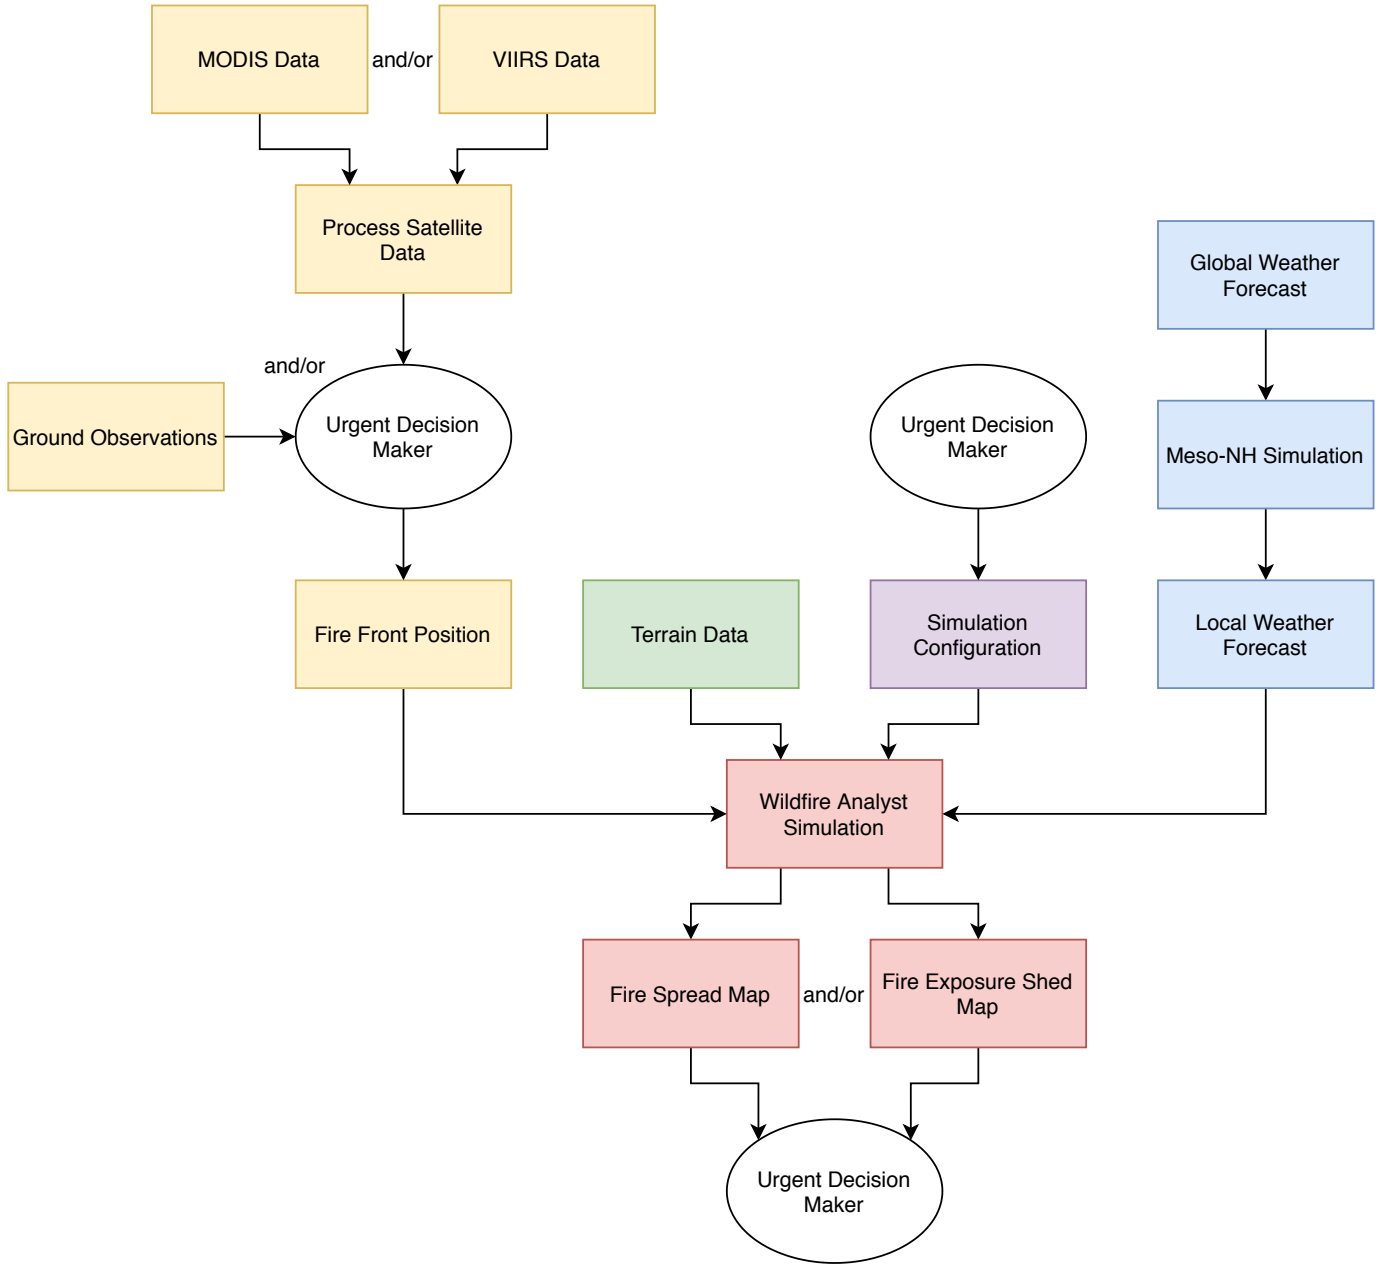 MODIS Data
and/or
VIIRS Data
Process Satellite
Data
Global Weather
Forecast
and/or
Ground Observations
Urgent Decision
Maker
Urgent Decision
Maker
Meso-NH Simulation
Fire Front Position
Terrain Data
Simulation
Configuration
Local Weather
Forecast
Wildfire Analyst
Simulation
Fire Spread Map
and/or
Fire Exposure Shed
Map
Urgent Decision
Maker